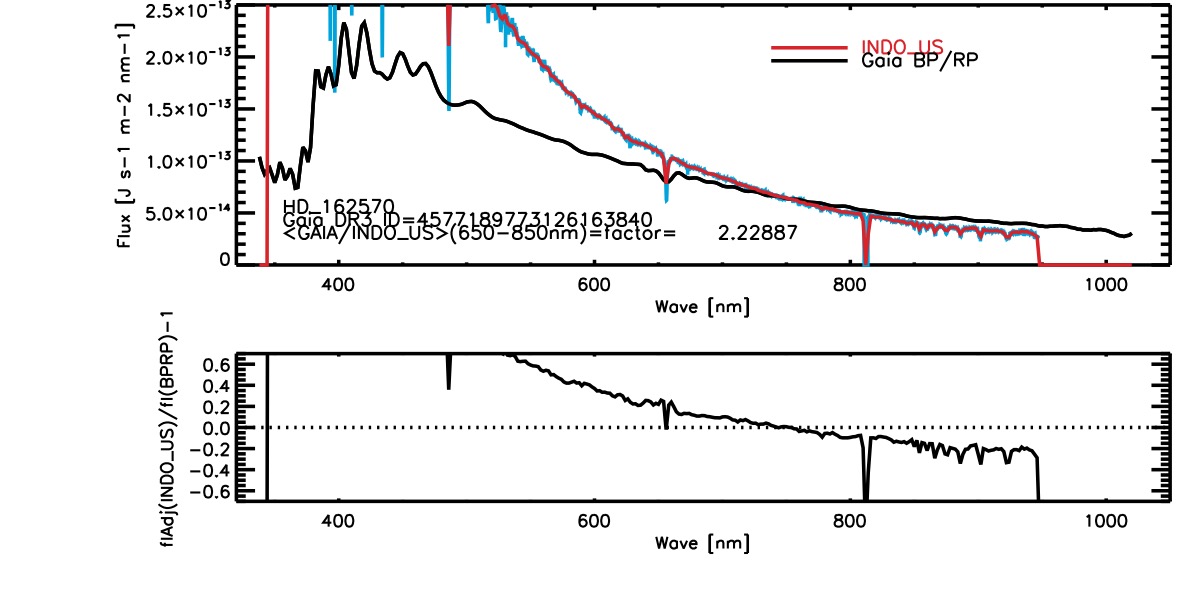 2.5×10−13
2.0×10−13
1.5×10−13
1.0×10−13
5.0×10−14
0
Flux [J s−1 m−2 nm−1]
INDO_US
Gaia BP/RP
HD_162570
Gaia DR3 ID=4577189773126163840
<GAIA/INDO_US>(650−850nm)=factor= 2.22887
400 600 800 1000
Wave [nm]
flAdj(INDO_US)/fl(BPRP)−1
0.6
0.4
0.2
0.0
−0.2
−0.4
−0.6
400 600 800 1000
Wave [nm]